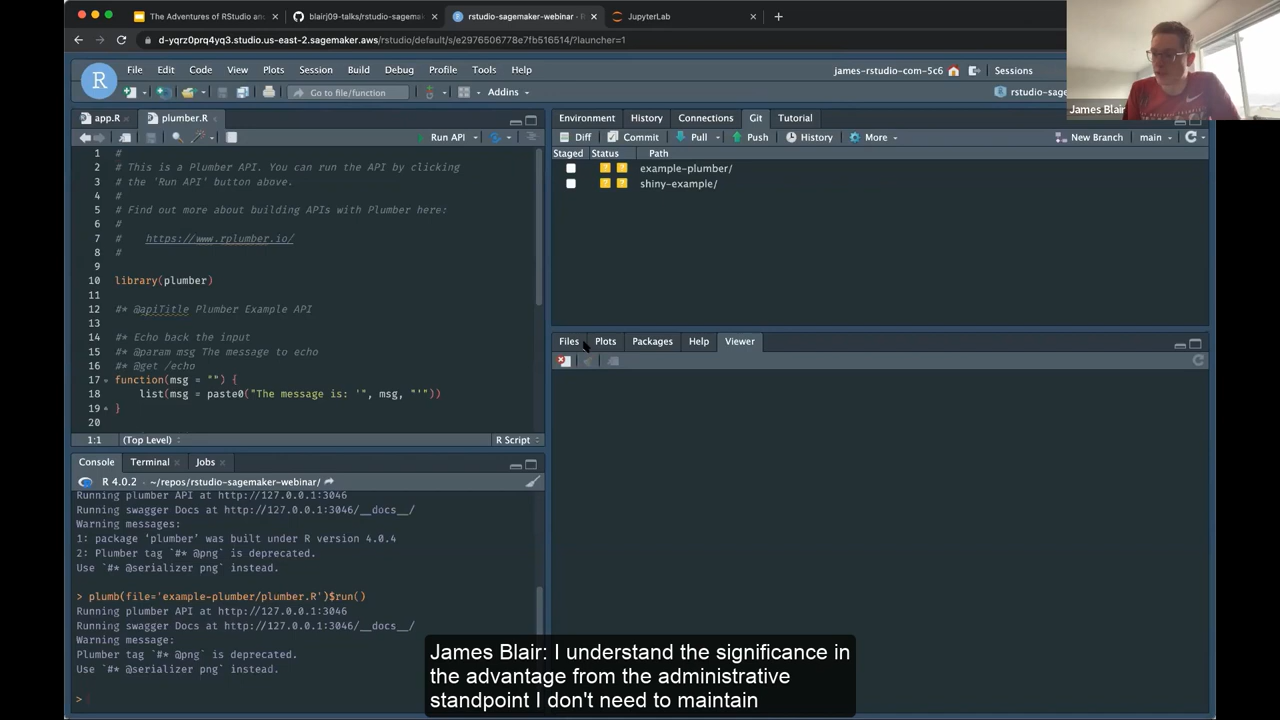 The Adventures of RStudio and
blairj09-talks/rstudio-sagemak
rstudio-sagemaker-webinar - R
JupyterLab
d-yqrz0prq4yq3.studio.us-east-2.sagemaker.aws/rstudio/default/s/e2976506778e7fb516514/?launcher=1
R
File Edit Code View Plots Session Build Debug Profile Tools Help
james-rstudio-com-5c6 Sessions
Go to file/function Addins
rstudio-sage
James Blair
app.R plumber.R
Run API
1 #
2 # This is a Plumber API. You can run the API by clicking
3 # the 'Run API' button above.
4 #
5 # Find out more about building APIs with Plumber here:
6 #
7 # https://www.rplumber.io/
8 #
9
10 library(plumber)
11
12 #* @apiTitle Plumber Example API
13
14 #* Echo back the input
15 #* @param msg The message to echo
16 #* @get /echo
17 function(msg = "") {
18 list(msg = paste0("The message is: '", msg, "'"))
19 }
20
1:1 (Top Level) R Script
Console Terminal Jobs
R 4.0.2 · ~/repos/rstudio-sagemaker-webinar/
Running plumber API at http://127.0.0.1:3046
Running swagger Docs at http://127.0.0.1:3046/__docs__/
Warning messages:
1: package 'plumber' was built under R version 4.0.4
2: Plumber tag `#* @png` is deprecated.
Use `#* @serializer png` instead.
> plumb(file='example-plumber/plumber.R')$run()
Running plumber API at http://127.0.0.1:3046
Running swagger Docs at http://127.0.0.1:3046/__docs__/
Warning message:
Plumber tag `#* @png` is deprecated.
Use `#* @serializer png` instead.
>
Environment History Connections Git Tutorial
Diff Commit Pull Push History More New Branch main
Staged Status Path
? ? example-plumber/
? ? shiny-example/
Files Plots Packages Help Viewer
James Blair: I understand the significance in
the advantage from the administrative
standpoint I don't need to maintain